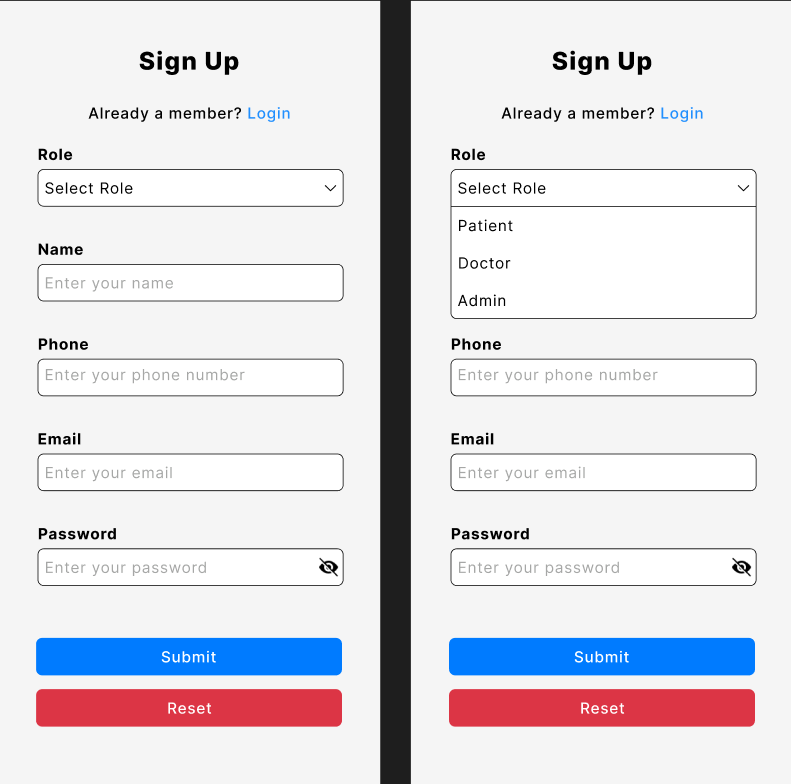 Sign Up
Already a member? Login
Role
Select Role
Name
Enter your name
Phone
Enter your phone number
Email
Enter your email
Password
Enter your password
Submit
Reset
Sign Up
Already a member? Login
Role
Select Role
Patient
Doctor
Admin
Phone
Enter your phone number
Email
Enter your email
Password
Enter your password
Submit
Reset